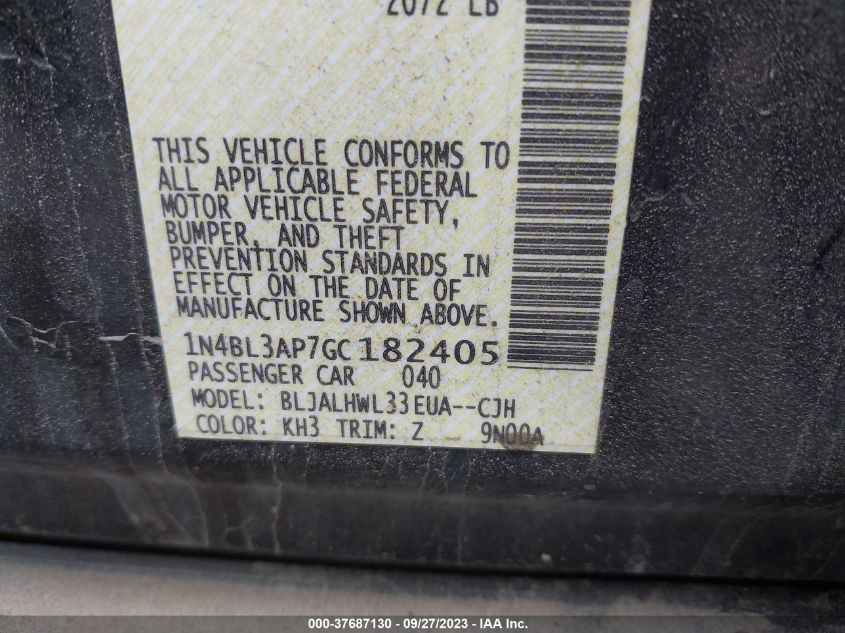 2072 LB
THIS VEHICLE CONFORMS TO
ALL APPLICABLE FEDERAL
MOTOR VEHICLE SAFETY,
BUMPER, AND THEFT
PREVENTION STANDARDS IN
EFFECT ON THE DATE OF
MANUFACTURE SHOWN ABOVE.
1N4BL3AP7GC182405
PASSENGER CAR 040
MODEL: BLJALHWL33EUA--CJH
COLOR: KH3 TRIM: Z 9N00A
000-37687130 - 09/27/2023 - IAA Inc.